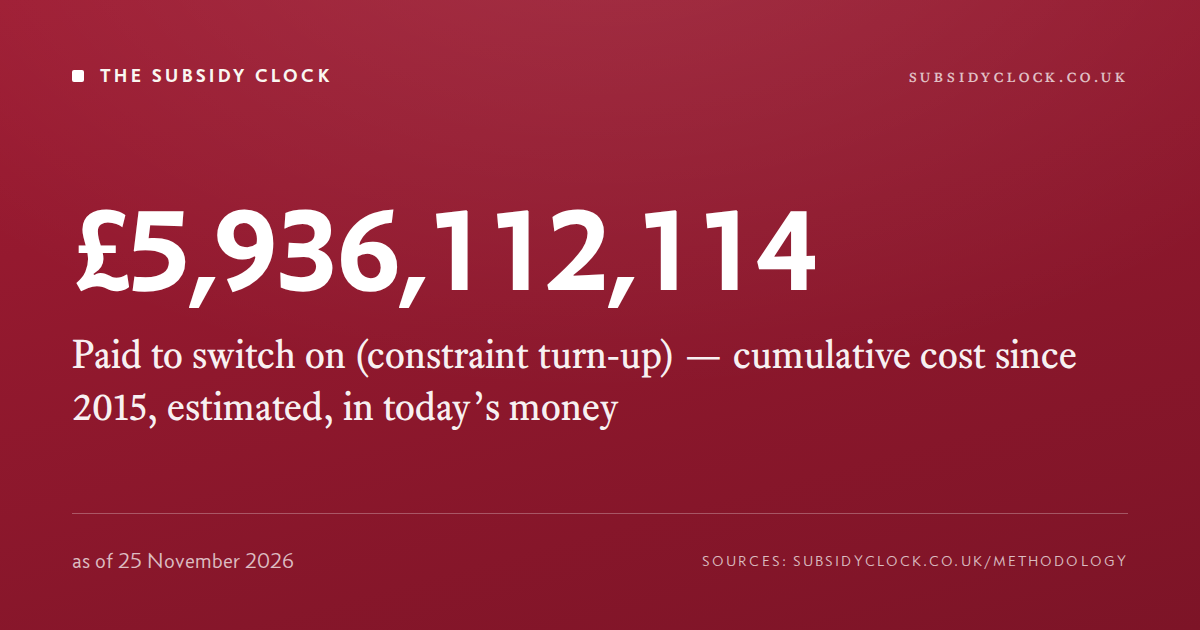 THE SUBSIDY CLOCK
SUBSIDYCLOCK.CO.UK
£5,936,112,114
Paid to switch on (constraint turn-up) — cumulative cost since
2015, estimated, in today’s money
as of 25 November 2026
SOURCES: SUBSIDYCLOCK.CO.UK/METHODOLOGY